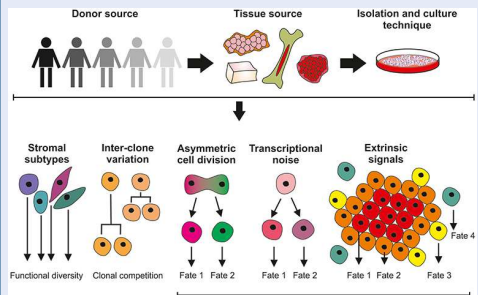 Donor source
Tissue source
Isolation and culture
technique
Stromal
subtypes
Inter-clone
variation
Asymmetric
cell division
Transcriptional
noise
Extrinsic
signals
Functional diversity
Clonal competition
Fate 1
Fate 2
Fate 1
Fate 2
Fate 1
Fate 2
Fate 3
Fate 4